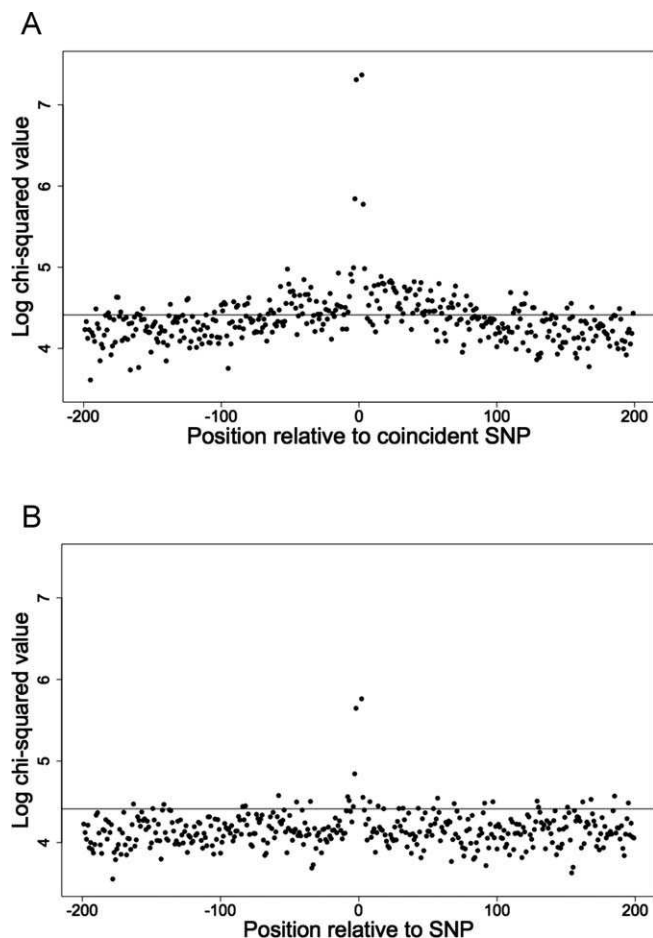 A
Log chi-squared value
7
6
5
4
-200 -100 0 100 200
Position relative to coincident SNP
B
Log chi-squared value
7
6
5
4
-200 -100 0 100 200
Position relative to SNP